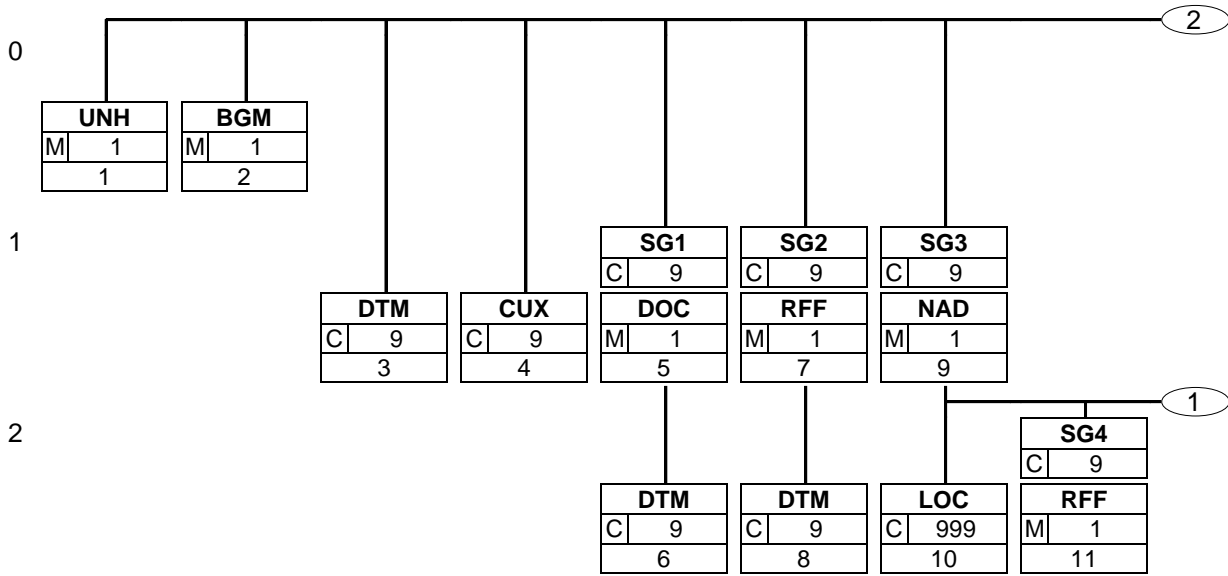 2
0
UNH BGM
M 1 M 1
1 2
1
SG1 SG2 SG3
C 9 C 9 C 9
DTM CUX DOC RFF NAD
C 9 C 9 M 1 M 1 M 1
3 4 5 7 9
1
2
SG4
C 9
DTM DTM LOC RFF
C 9 C 9 C 999 M 1
6 8 10 11